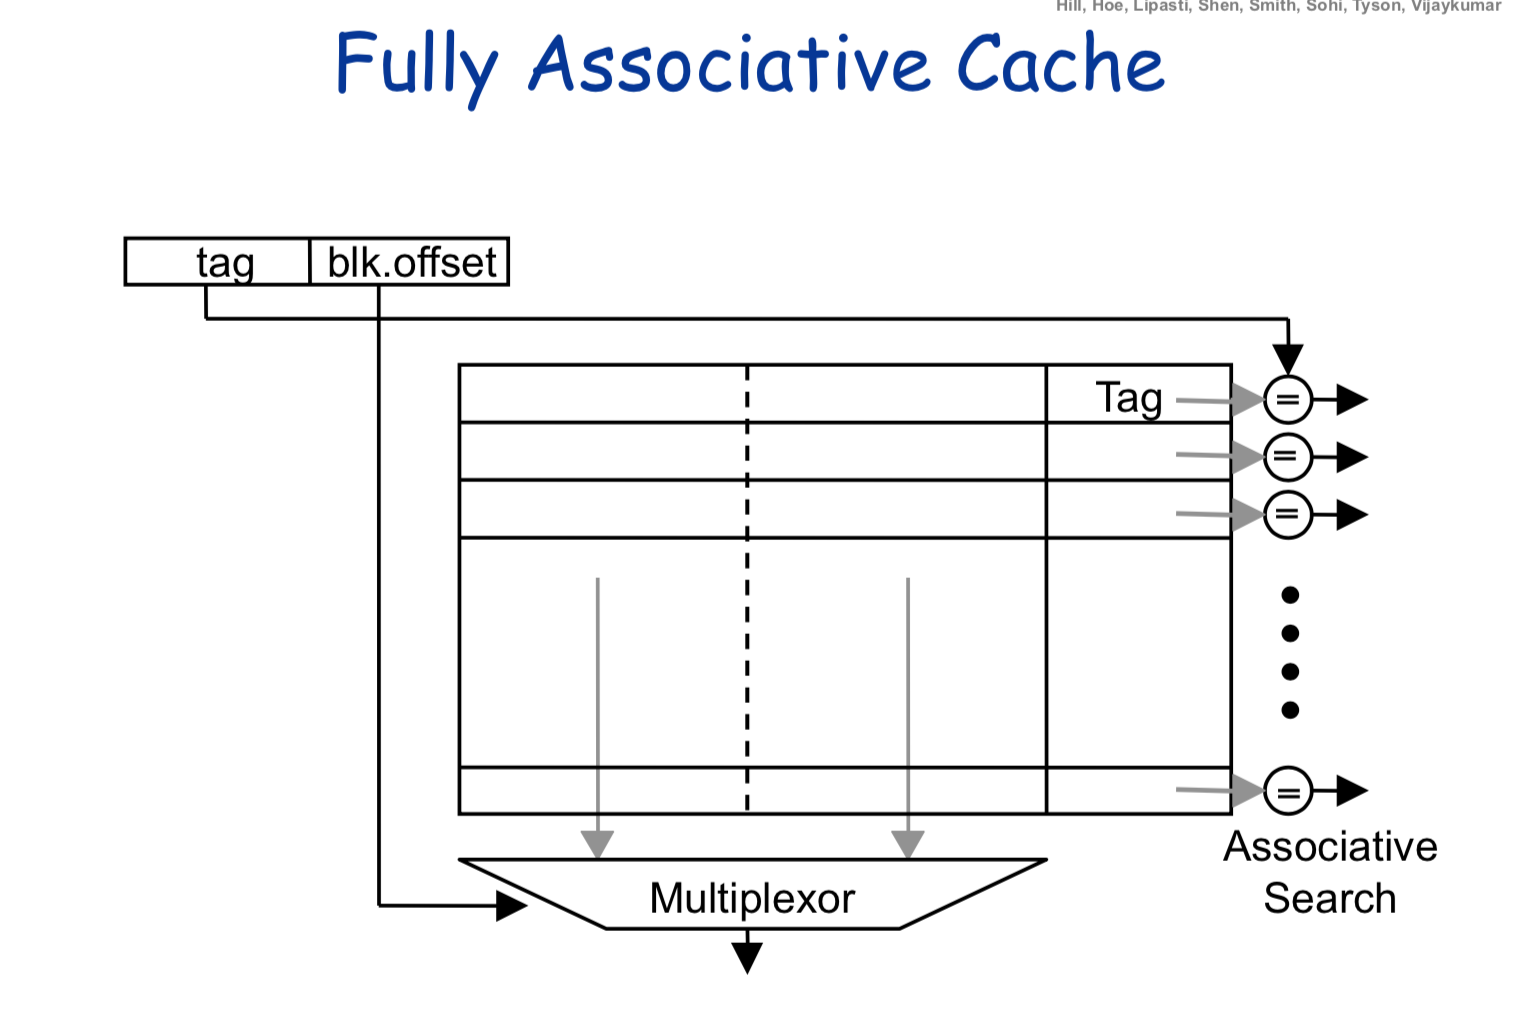 Hill, Hoe, Lipasti, Shen, Smith, Sohi, Tyson, Vijaykumar
Fully Associative Cache
tag
blk.offset
Tag
=
=
=
=
Associative
Search
Multiplexor